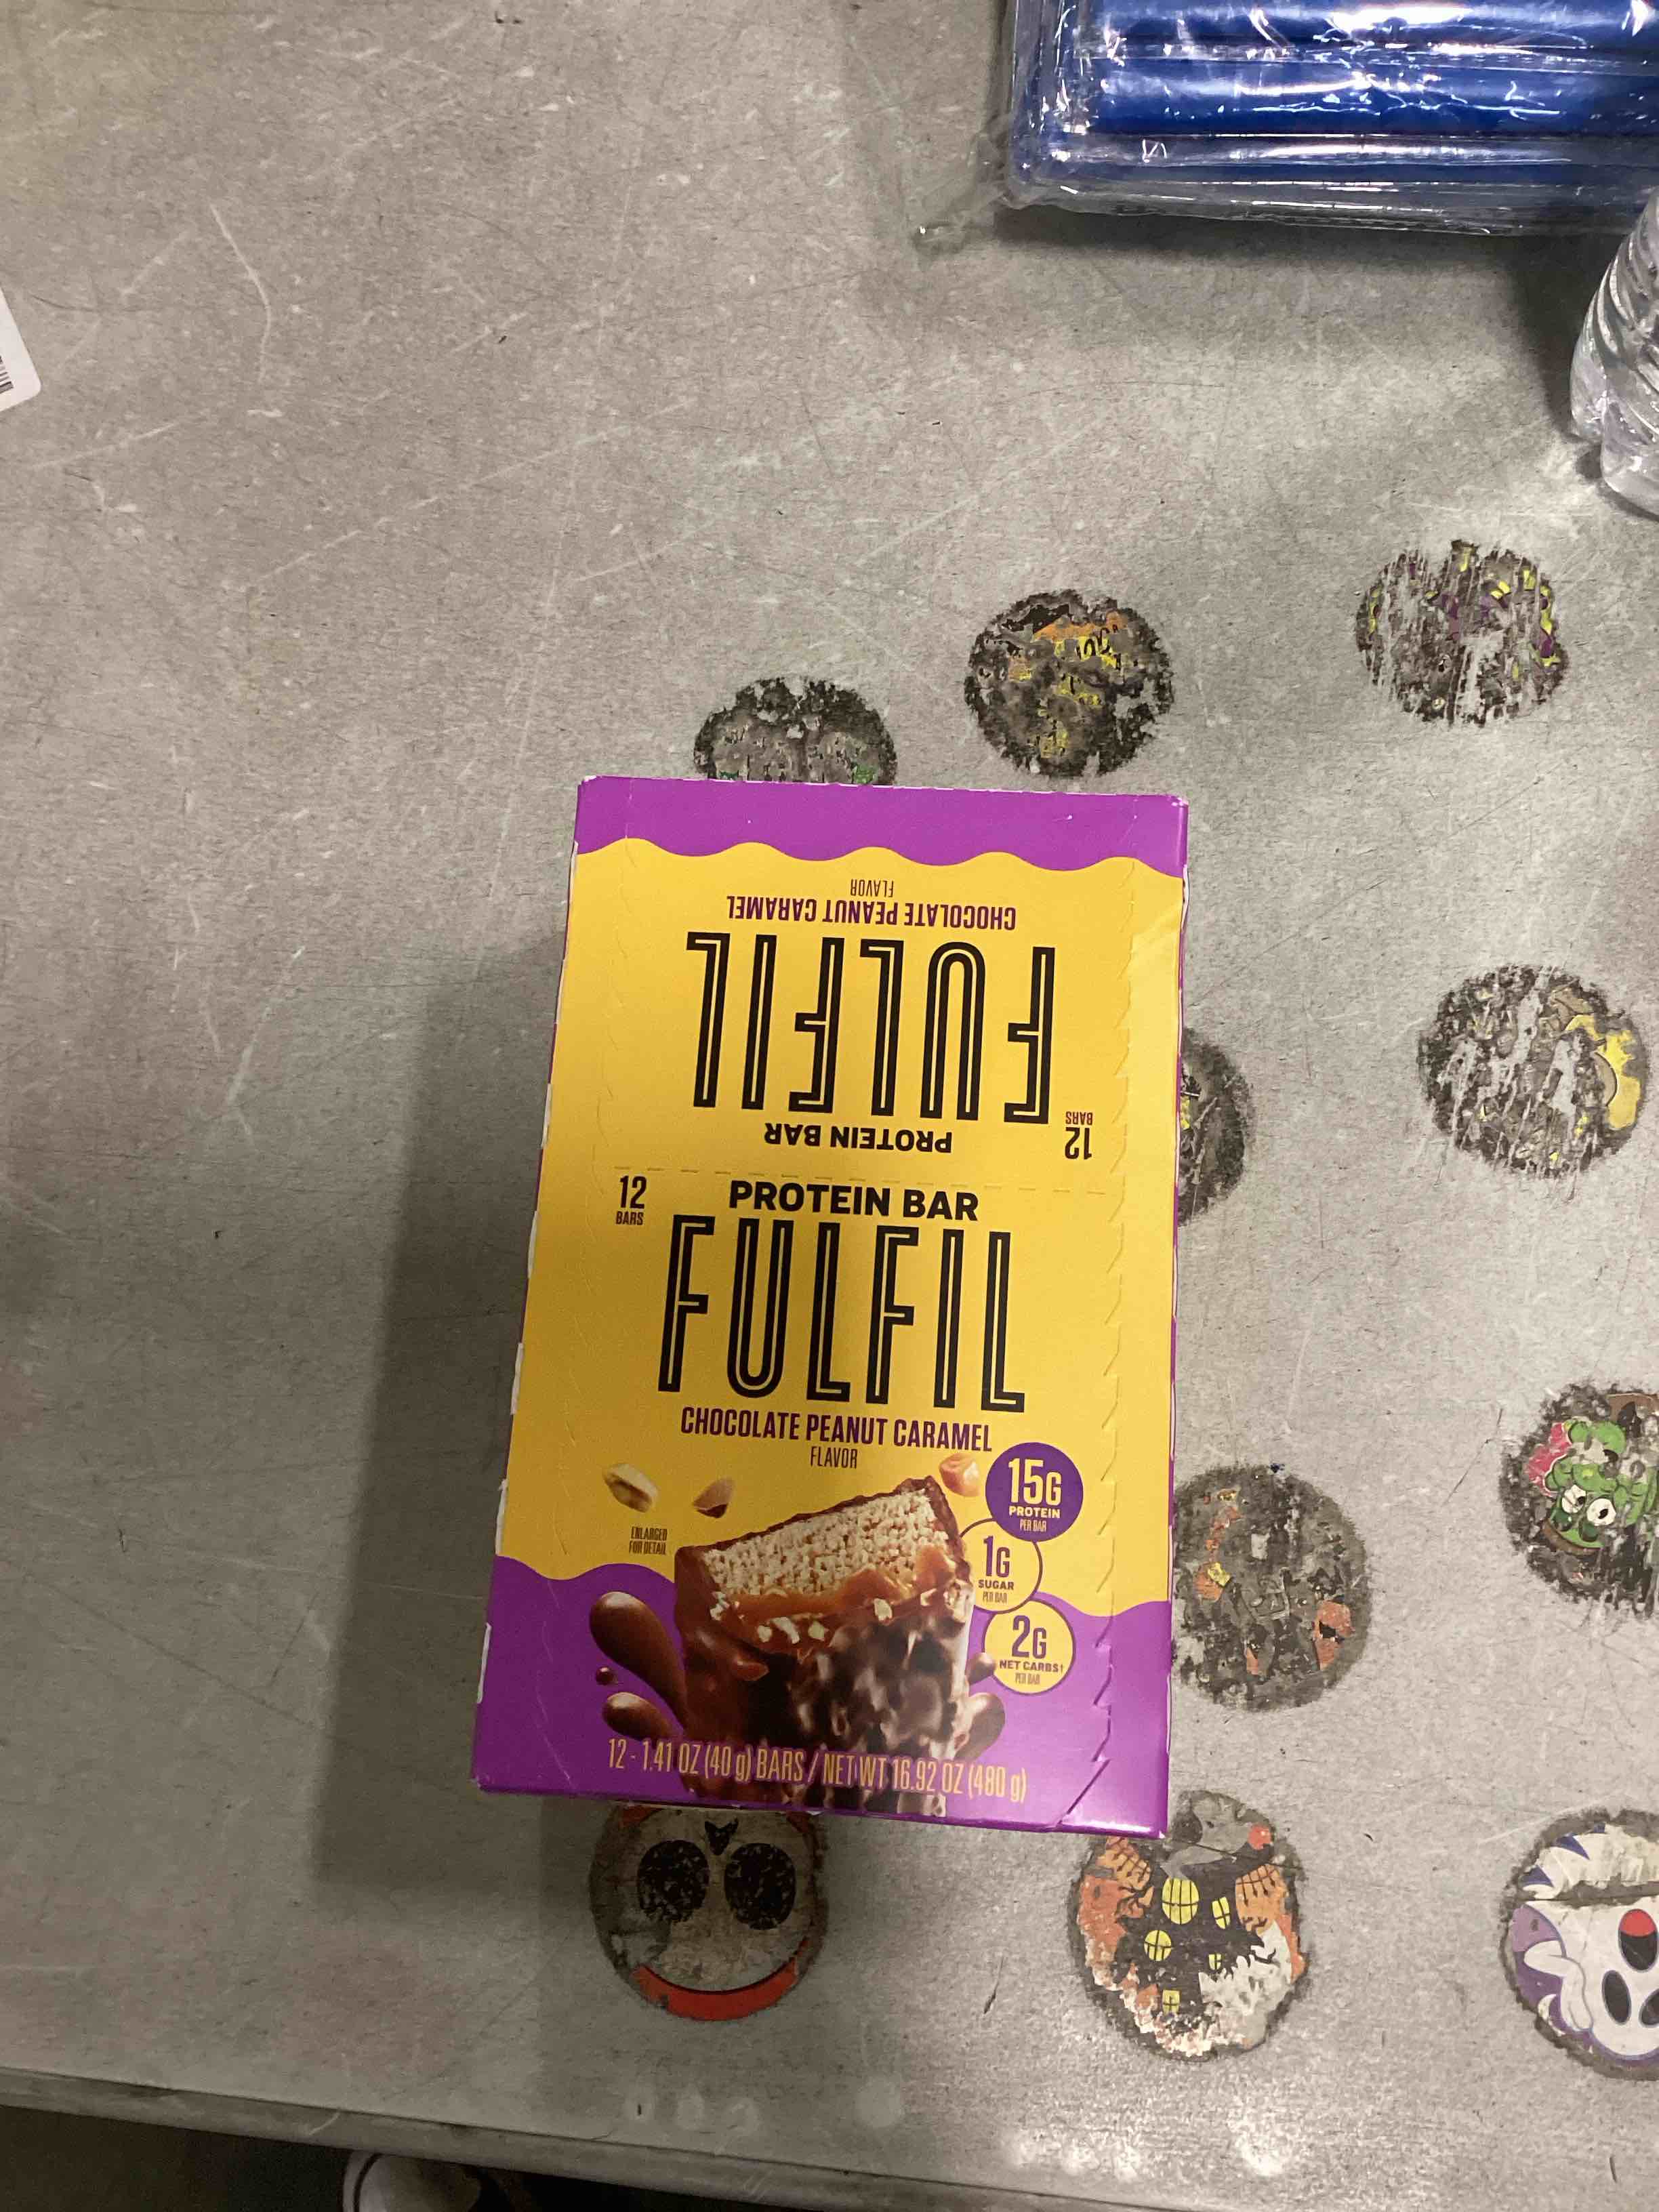 CHOCOLATE PEANUT CARAMEL
FLAVOR
FULFIL
PROTEIN BAR
12
BARS
12
BARS
PROTEIN BAR
FULFIL
CHOCOLATE PEANUT CARAMEL
FLAVOR
15G
PROTEIN
PER BAR
ENLARGED
FOR DETAIL
1G
SUGAR
PER BAR
2G
NET CARBS†
PER BAR
12 - 1.41 OZ (40 g) BARS / NET WT 16.92 OZ (480 g)